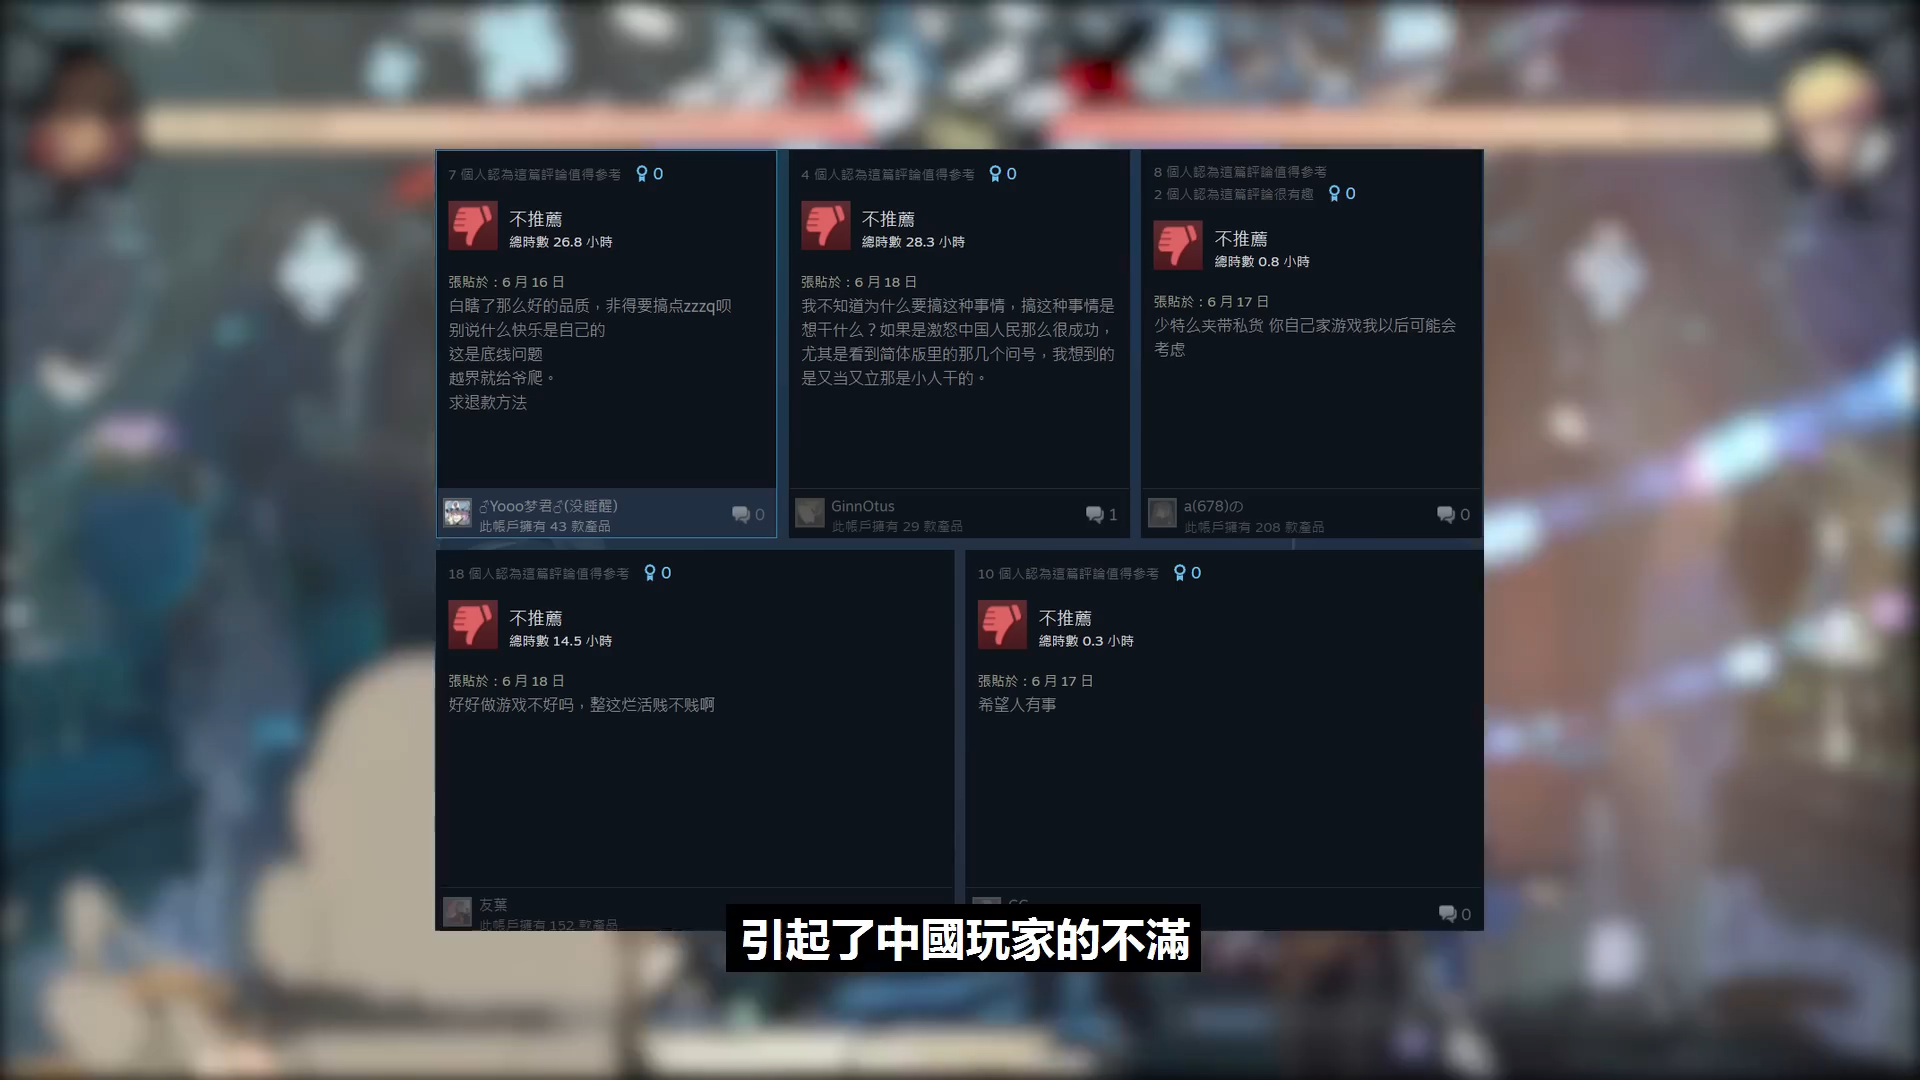 7 個人認為這篇評論值得參考 0
不推薦
總時數 26.8 小時
張貼於：6 月 16 日
白瞎了那么好的品质，非得要搞点zzzq呗
别说什么快乐是自己的
这是底线问题
越界就给爷爬。
求退款方法
♂Yooo梦君♂(没睡醒)
此帳戶擁有 43 款產品
0
4 個人認為這篇評論值得參考 0
不推薦
總時數 28.3 小時
張貼於：6 月 18 日
我不知道为什么要搞这种事情，搞这种事情是
想干什么？如果是激怒中国人民那么很成功，
尤其是看到简体版里的那几个问号，我想到的
是又当又立那是小人干的。
GinnOtus
此帳戶擁有 29 款產品
1
8 個人認為這篇評論值得參考
2 個人認為這篇評論很有趣 0
不推薦
總時數 0.8 小時
張貼於：6 月 17 日
少特么夹带私货 你自己家游戏我以后可能会
考虑
a(678)の
此帳戶擁有 208 款產品
0
18 個人認為這篇評論值得參考 0
不推薦
總時數 14.5 小時
張貼於：6 月 18 日
好好做游戏不好吗，整这烂活贱不贱啊
友葉
此帳戶擁有 152 款產品
10 個人認為這篇評論值得參考 0
不推薦
總時數 0.3 小時
張貼於：6 月 17 日
希望人有事
0
引起了中國玩家的不滿